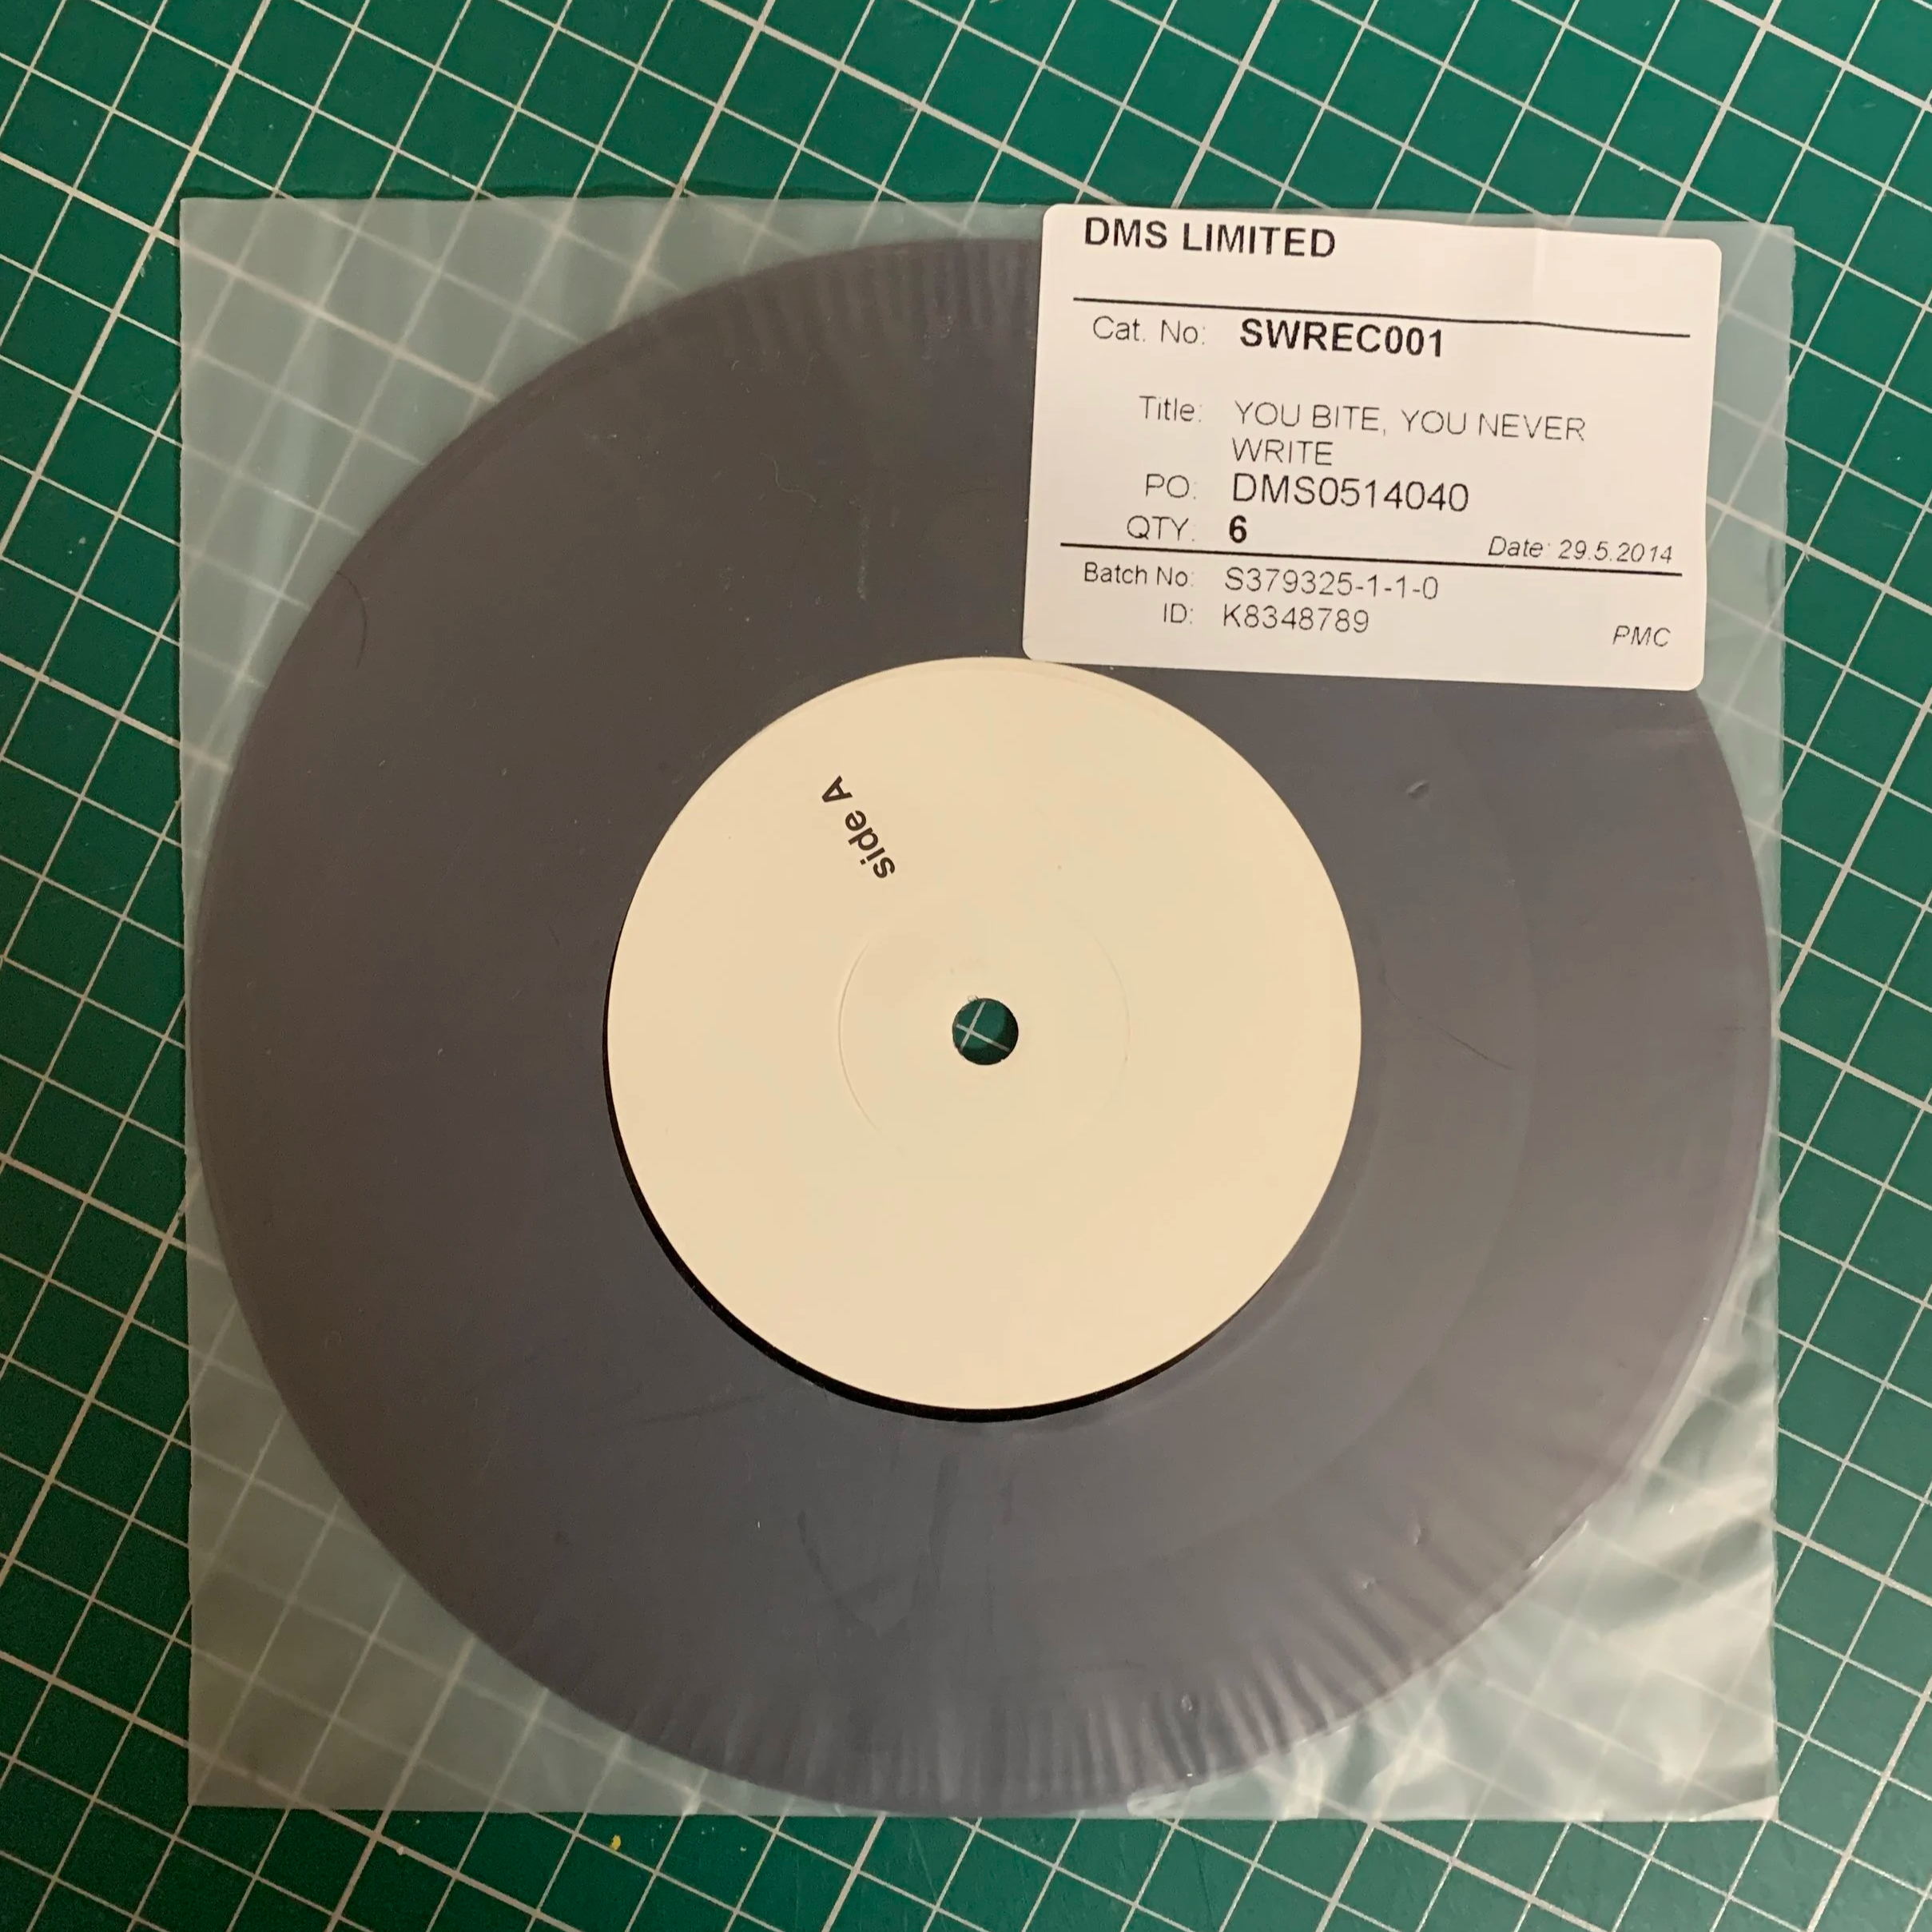 DMS LIMITED
Cat. No: SWREC001
Title: YOU BITE, YOU NEVER
WRITE
PO: DMS0514040
QTY: 6
Date: 29.5.2014
Batch No: S379325-1-1-0
ID: K8348789
PMC
side A